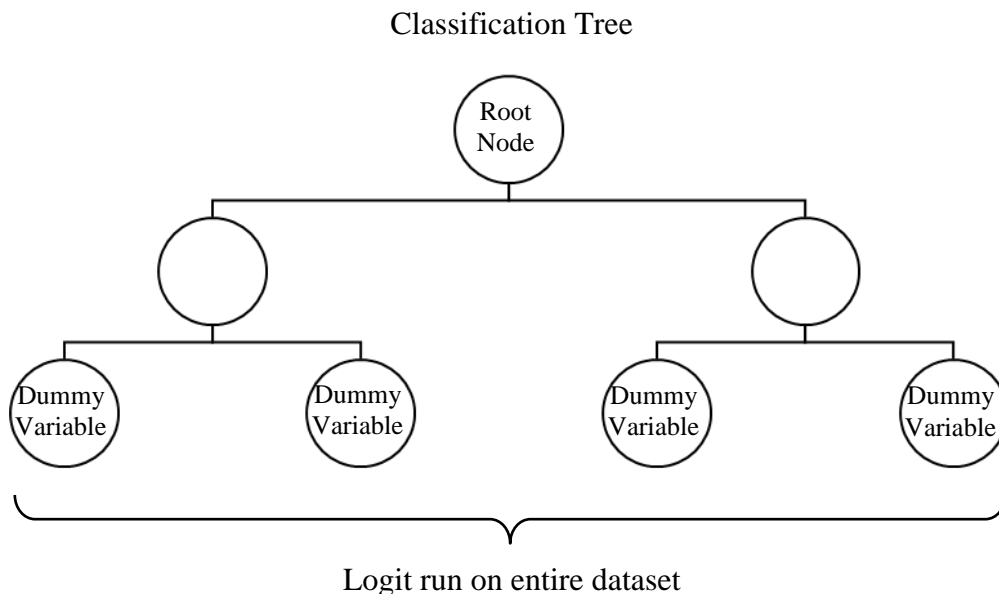 Classification Tree
Root
Node
Dummy
Variable
Dummy
Variable
Dummy
Variable
Dummy
Variable
Logit run on entire dataset